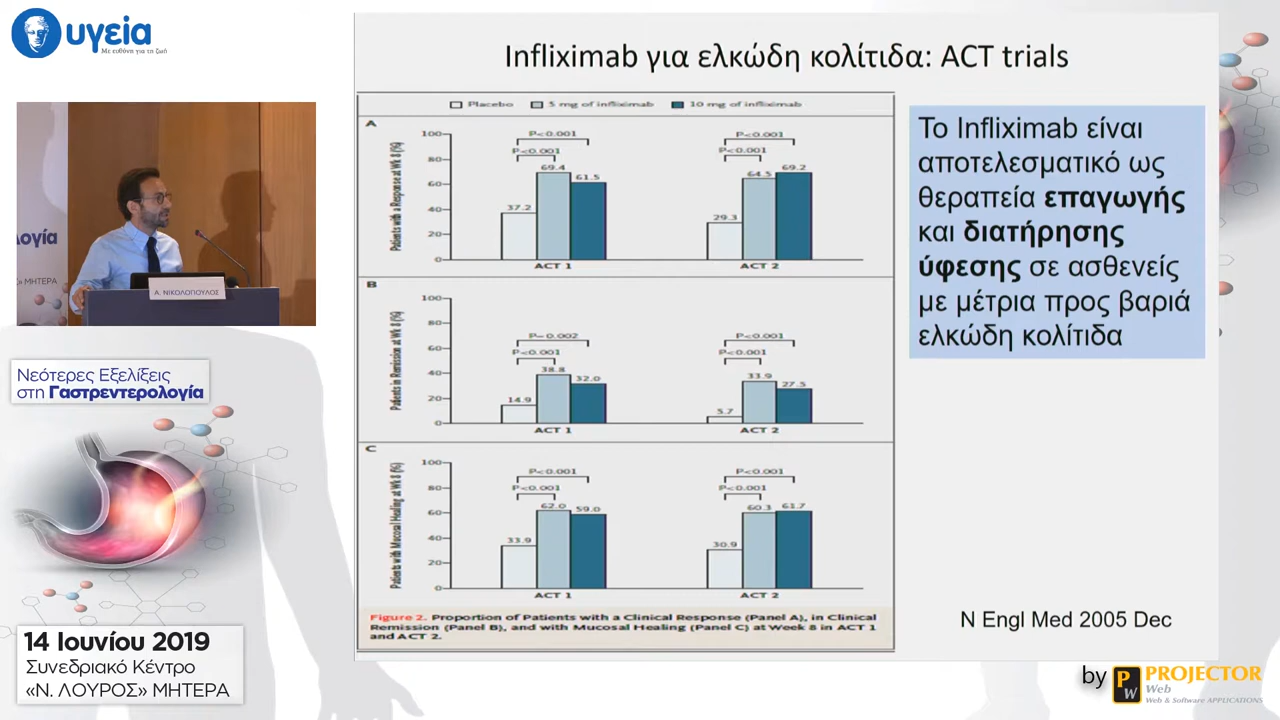 υγεία
Με ευθύνη για τη ζωή
λογία
» ΜΗΤΕΡΑ
Α. ΝΙΚΟΛΟΠΟΥΛΟΣ
Νεότερες Εξελίξεις
στη Γαστρεντερολογία
14 Ιουνίου 2019
Συνεδριακό Κέντρο
«Ν. ΛΟΥΡΟΣ» ΜΗΤΕΡΑ
Infliximab για ελκώδη κολίτιδα: ACT trials
Placebo 5 mg of infliximab 10 mg of infliximab
A
Patients with a Response at Wk 8 (%)
100
80
60
40
20
0
P<0.001
P<0.001
37.2
69.4
61.5
ACT 1
P<0.001
P<0.001
29.3
64.5
69.2
ACT 2
B
Patients in Remission at Wk 8 (%)
100
80
60
40
20
0
P=0.002
P<0.001
14.9
38.8
32.0
ACT 1
P<0.001
P<0.001
5.7
33.9
27.5
ACT 2
C
Patients with Mucosal Healing at Wk 8 (%)
100
80
60
40
20
0
P<0.001
P<0.001
33.9
62.0
59.0
ACT 1
P<0.001
P<0.001
30.9
60.3
61.7
ACT 2
Figure 2. Proportion of Patients with a Clinical Response (Panel A), in Clinical
Remission (Panel B), and with Mucosal Healing (Panel C) at Week 8 in ACT 1
and ACT 2.
Το Infliximab είναι
αποτελεσματικό ως
θεραπεία επαγωγής
και διατήρησης
ύφεσης σε ασθενείς
με μέτρια προς βαριά
ελκώδη κολίτιδα
N Engl Med 2005 Dec
by PW PROJECTOR
Web
Web & Software APPLICATIONS